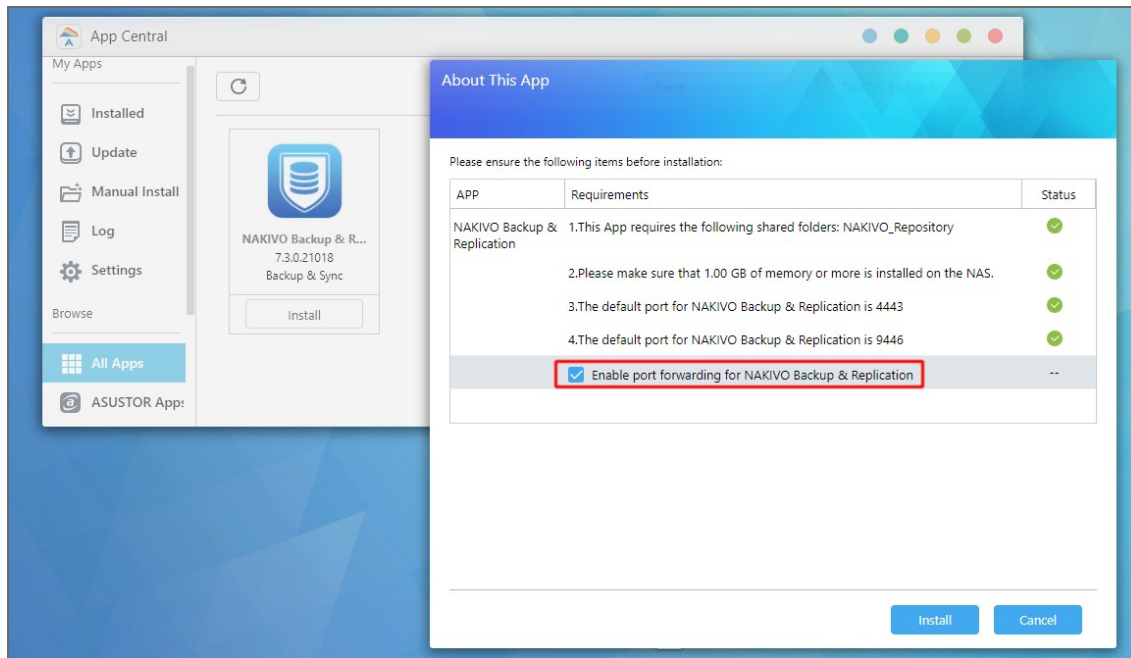 App Central
My Apps
Installed
Update
Manual Install
Log
Settings
Browse
All Apps
ASUSTOR Apps
NAKIVO Backup & R...
7.3.0.21018
Backup & Sync
Install
About This App
Name
NAKIVO Backup &
Please ensure the following items before installation:
APP Requirements Status
NAKIVO Backup & 1.This App requires the following shared folders: NAKIVO_Repository
Replication
2.Please make sure that 1.00 GB of memory or more is installed on the NAS.
3.The default port for NAKIVO Backup & Replication is 4443
4.The default port for NAKIVO Backup & Replication is 9446
Enable port forwarding for NAKIVO Backup & Replication --
Install Cancel